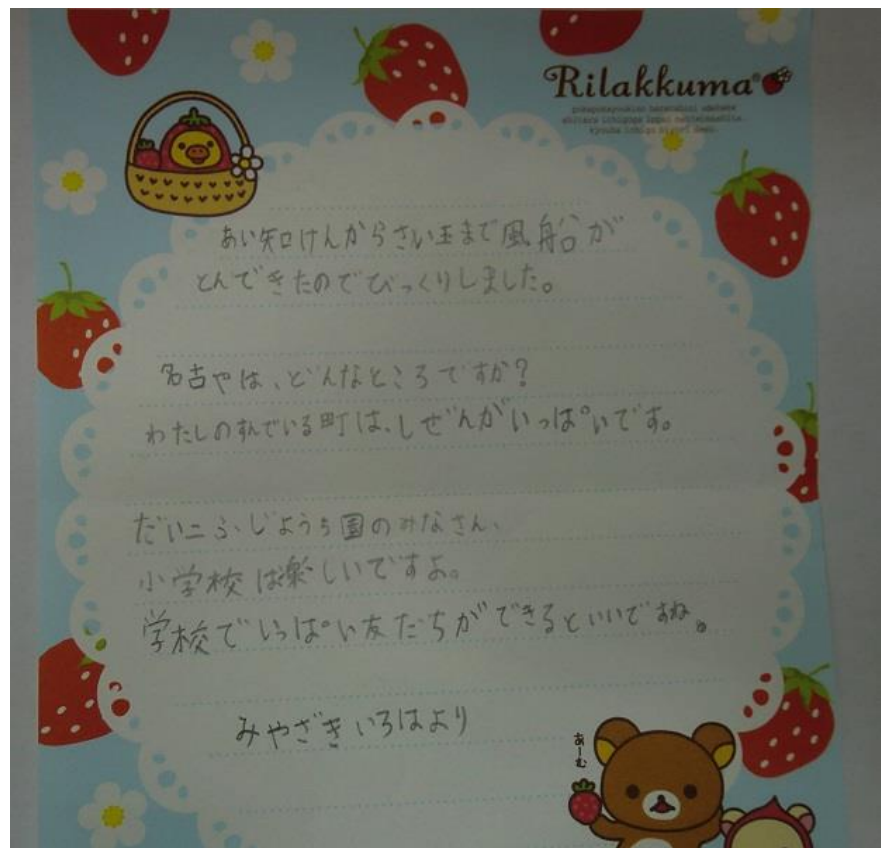 Rilakkuma
あい知けんからさい玉まで風船が
とんできたのでびっくりしました。
名古やは、どんなところですか？
わたしのすんでいる町は、しぜんがいっぱいです。
だい二ふじようち園のみなさん、
小学校は楽しいですよ。
学校でいっぱい友だちができるといいですね。
みやざきいろはより
あーむ